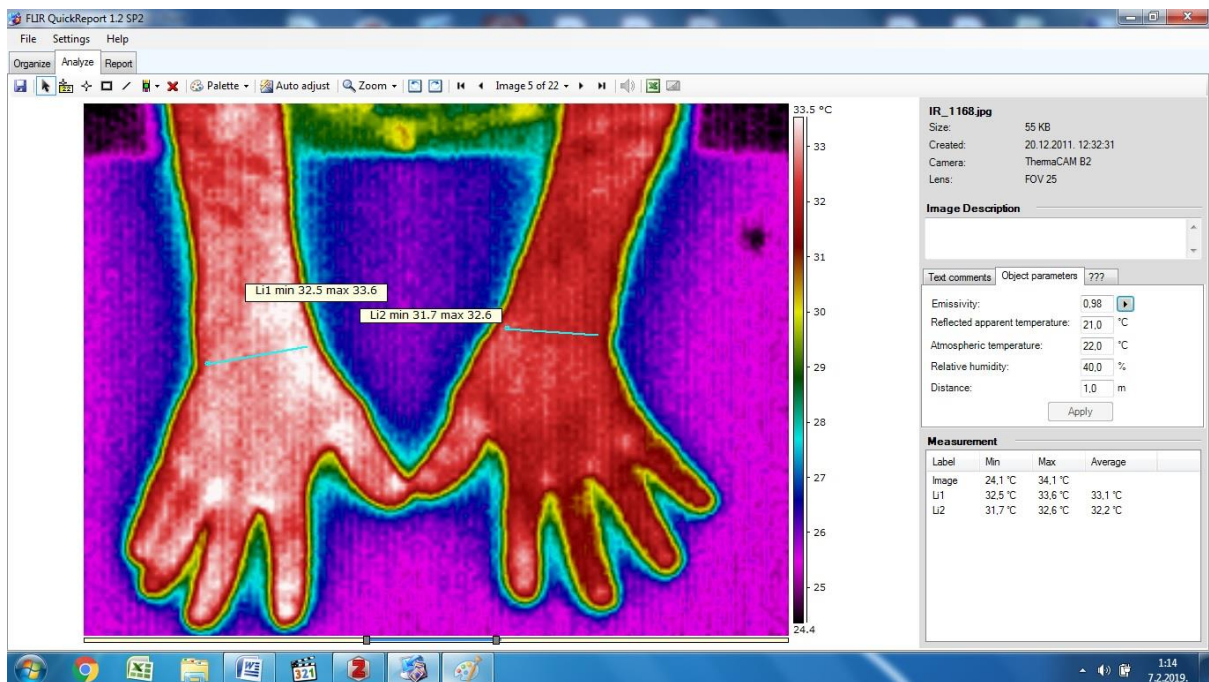 FLIR QuickReport 1.2 SP2
File Settings Help
Organize Analyze Report
Palette Auto adjust Zoom Image 5 of 22
33.5 °C
33
32
31
30
29
28
27
26
25
24.4
Li1 min 32.5 max 33.6
Li2 min 31.7 max 32.6
IR_1168.jpg
Size: 55 KB
Created: 20.12.2011. 12:32:31
Camera: ThermaCAM B2
Lens: FOV 25
Image Description
Text comments Object parameters ???
Emissivity: 0,98
Reflected apparent temperature: 21,0 °C
Atmospheric temperature: 22,0 °C
Relative humidity: 40,0 %
Distance: 1,0 m
Apply
Measurement
Label Min Max Average
Image 24,1 °C 34,1 °C
Li1 32,5 °C 33,6 °C 33,1 °C
Li2 31,7 °C 32,6 °C 32,2 °C
321
1:14
7.2.2019.